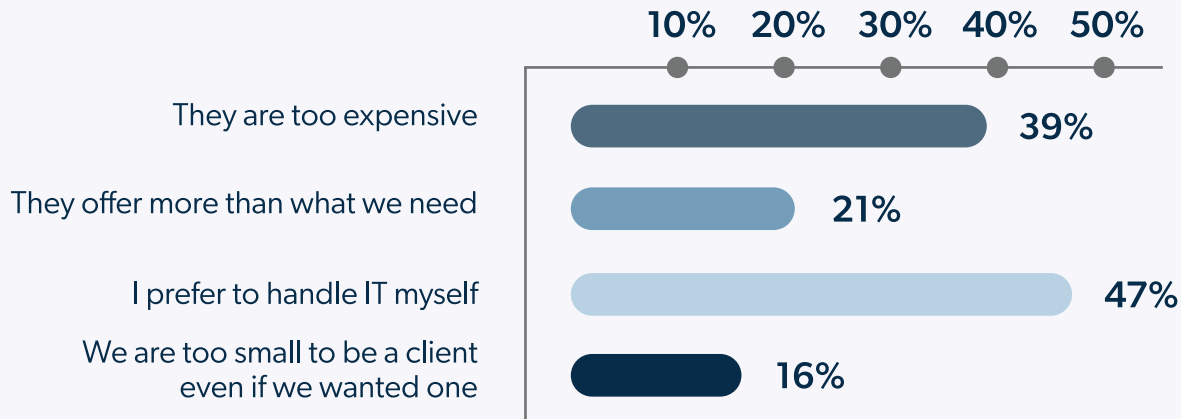 10% 20% 30% 40% 50%
They are too expensive 39%
They offer more than what we need 21%
I prefer to handle IT myself 47%
We are too small to be a client
even if we wanted one 16%